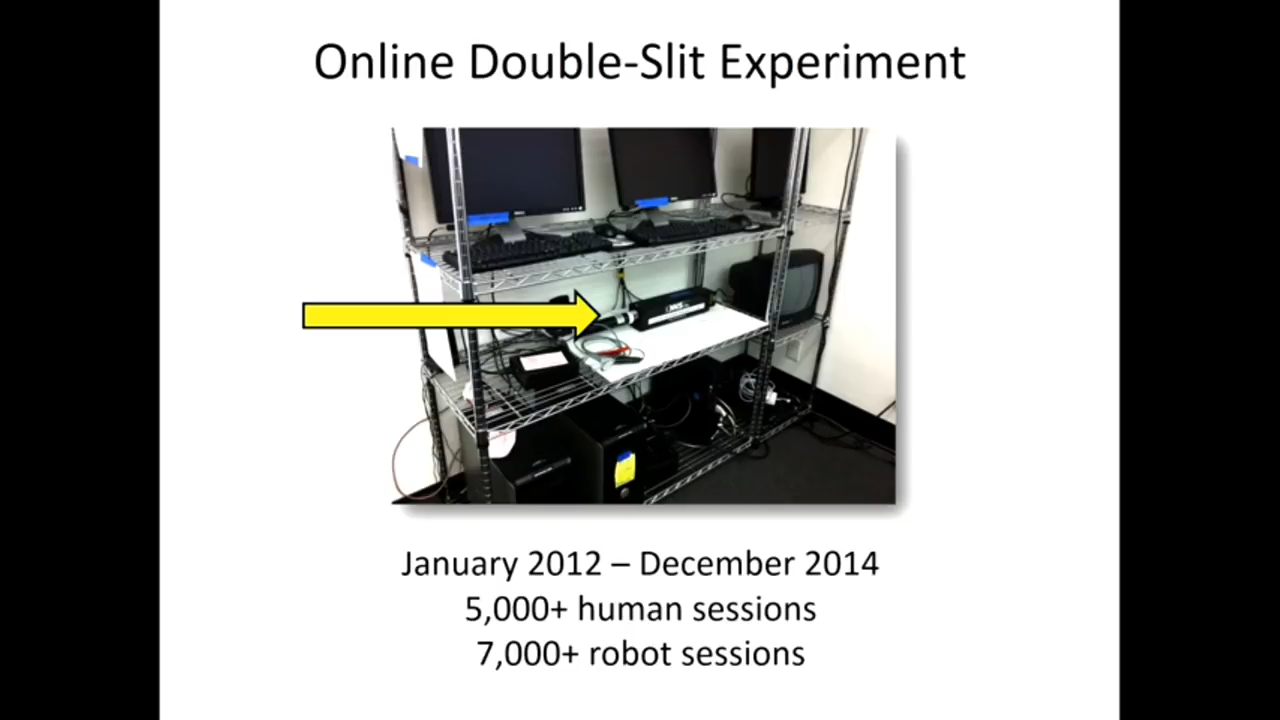 Online Double-Slit Experiment
January 2012 – December 2014
5,000+ human sessions
7,000+ robot sessions